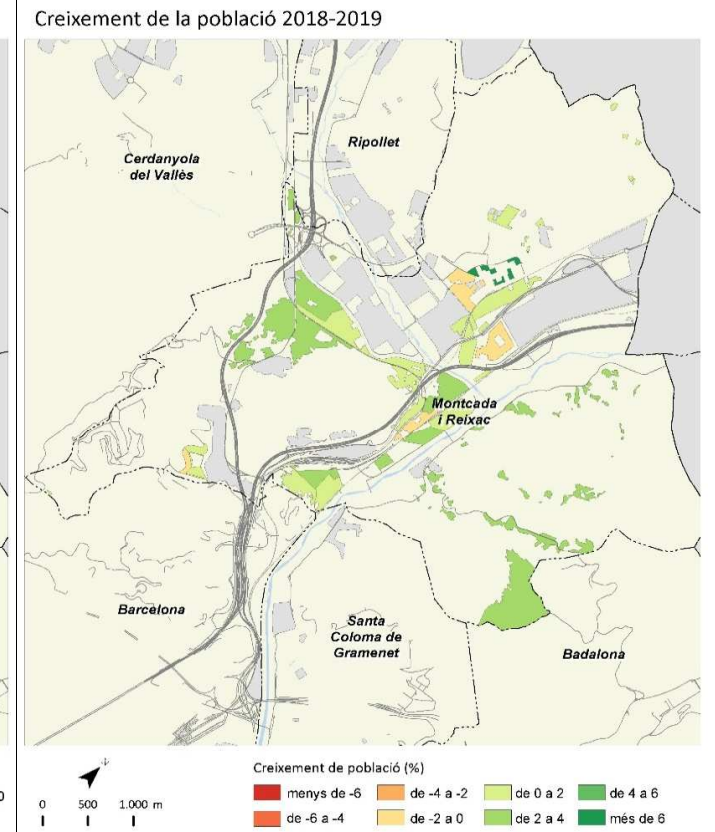 Creixement de la població 2018-2019
Ripollet
Cerdanyola
del Vallès
Montcada
i Reixac
Barcelona
Santa
Coloma de
Gramenet
Badalona
Creixement de població (%)
menys de -6
de -4 a -2
de 0 a 2
de 4 a 6
de -6 a -4
de -2 a 0
de 2 a 4
més de 6
0 500 1.000 m
0